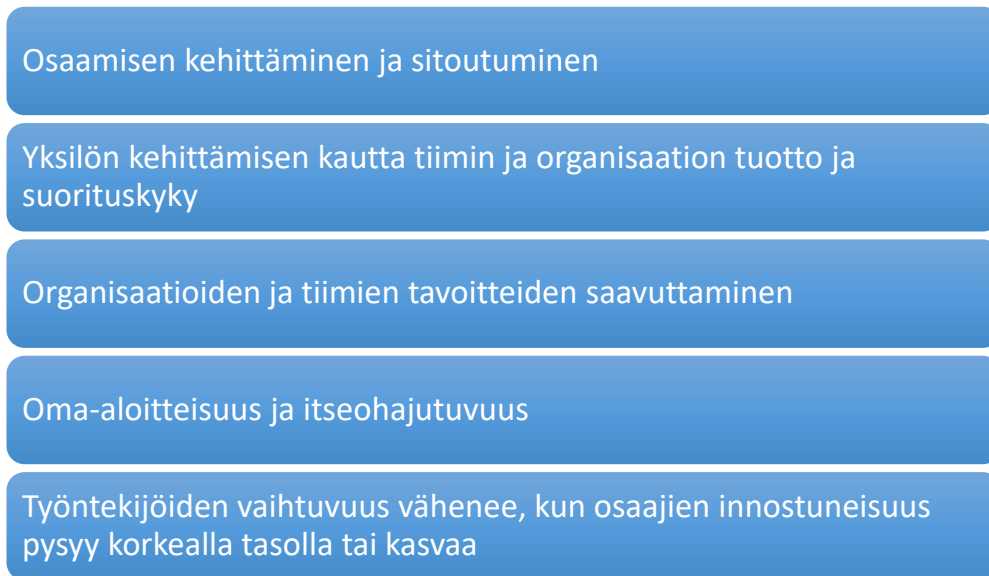 Osaamisen kehittäminen ja sitoutuminen
Yksilön kehittämisen kautta tiimin ja organisaation tuotto ja
suorituskyky
Organisaatioiden ja tiimien tavoitteiden saavuttaminen
Oma-aloitteisuus ja itseohajutuvuus
Työntekijöiden vaihtuvuus vähenee, kun osaajien innostuneisuus
pysyy korkealla tasolla tai kasvaa